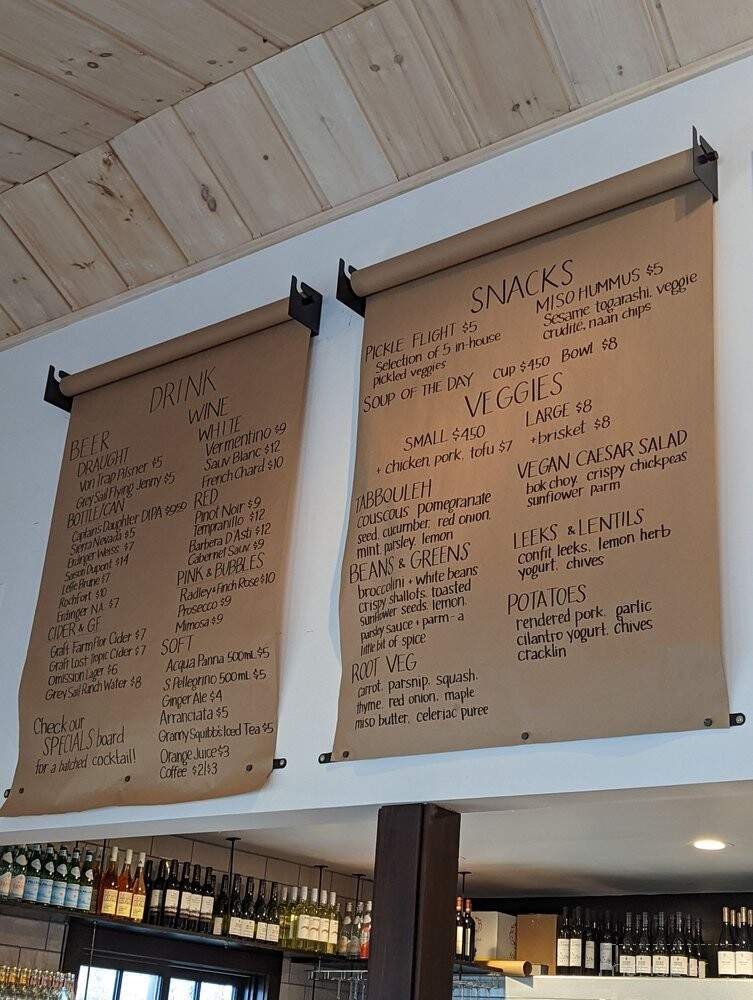 DRINK
BEER
DRAUGHT
Von Trap Pilsner $5
Grey Sail Flying Jenny $5
BOTTLE/CAN
Captain's Daughter DIPA $950
Sierra Nevada $5
Erdinger Weiss $7
Saison Dupont $14
Leffe Brune $7
Rochfort $10
Erdinger N.A. $7
CIDER & GF
Graft Farm Flor Cider $7
Graft Lost Tropic Cider $7
Omission Lager $6
Grey Sail Ranch Water $8
Check our
SPECIALS board
for a batched cocktail!
WINE
WHITE
Vermentino $9
Sauv Blanc $12
French Chard $10
RED
Pinot Noir $9
Tempranillo $12
Barbera D'Asti $12
Cabernet Sauv $9
PINK & BUBBLES
Radley + Finch Rose $10
Prosecco $9
Mimosa $9
SOFT
Acqua Panna 500mL $5
S.Pellegrino 500mL $5
Ginger Ale $4
Arranciata $5
Granny Squibb's Iced Tea $5
Orange Juice $3
Coffee $2|$3
SNACKS
PICKLE FLIGHT $5
Selection of 5 in-house
pickled veggies
MISO HUMMUS $5
Sesame togarashi, veggie
crudite, naan chips
SOUP OF THE DAY CUP $450 BOWL $8
VEGGIES
SMALL $450 LARGE $8
+ chicken, pork, tofu $7 +brisket $8
TABBOULEH
couscous pomegranate
seed, cucumber, red onion,
mint, parsley, lemon
BEANS & GREENS
broccolini + white beans
crispy shallots, toasted
sunflower seeds, lemon,
parsley sauce + parm - a
little bit of spice
ROOT VEG
carrot, parsnip, squash,
thyme, red onion, maple
miso butter, celeriac puree
VEGAN CAESAR SALAD
bok choy, crispy chickpeas
sunflower parm
LEEKS & LENTILS
confit leeks, lemon herb
yogurt, chives
POTATOES
rendered pork, garlic
cilantro yogurt, chives
cracklin